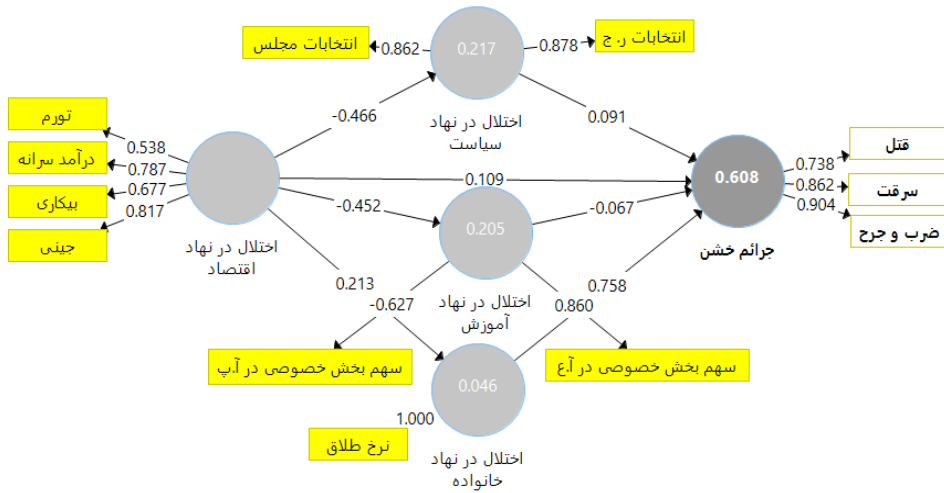 انتخابات مجلس
0.862
0.217
0.878
انتخابات ر. ج
اختلال در نهاد
سیاست
-0.466
0.091
تورم
درآمد سرانه
بیکاری
جینی
0.538
0.787
0.677
0.817
اختلال در نهاد
اقتصاد
0.109
-0.452
0.205
-0.067
0.608
جرائم خشن
0.738
0.862
0.904
قتل
سرقت
ضرب و جرح
0.213
-0.627
اختلال در نهاد
آموزش
0.860
0.758
سهم بخش خصوصی در آ.پ
سهم بخش خصوصی در آ.ع
0.046
1.000
نرخ طلاق
اختلال در نهاد
خانواده